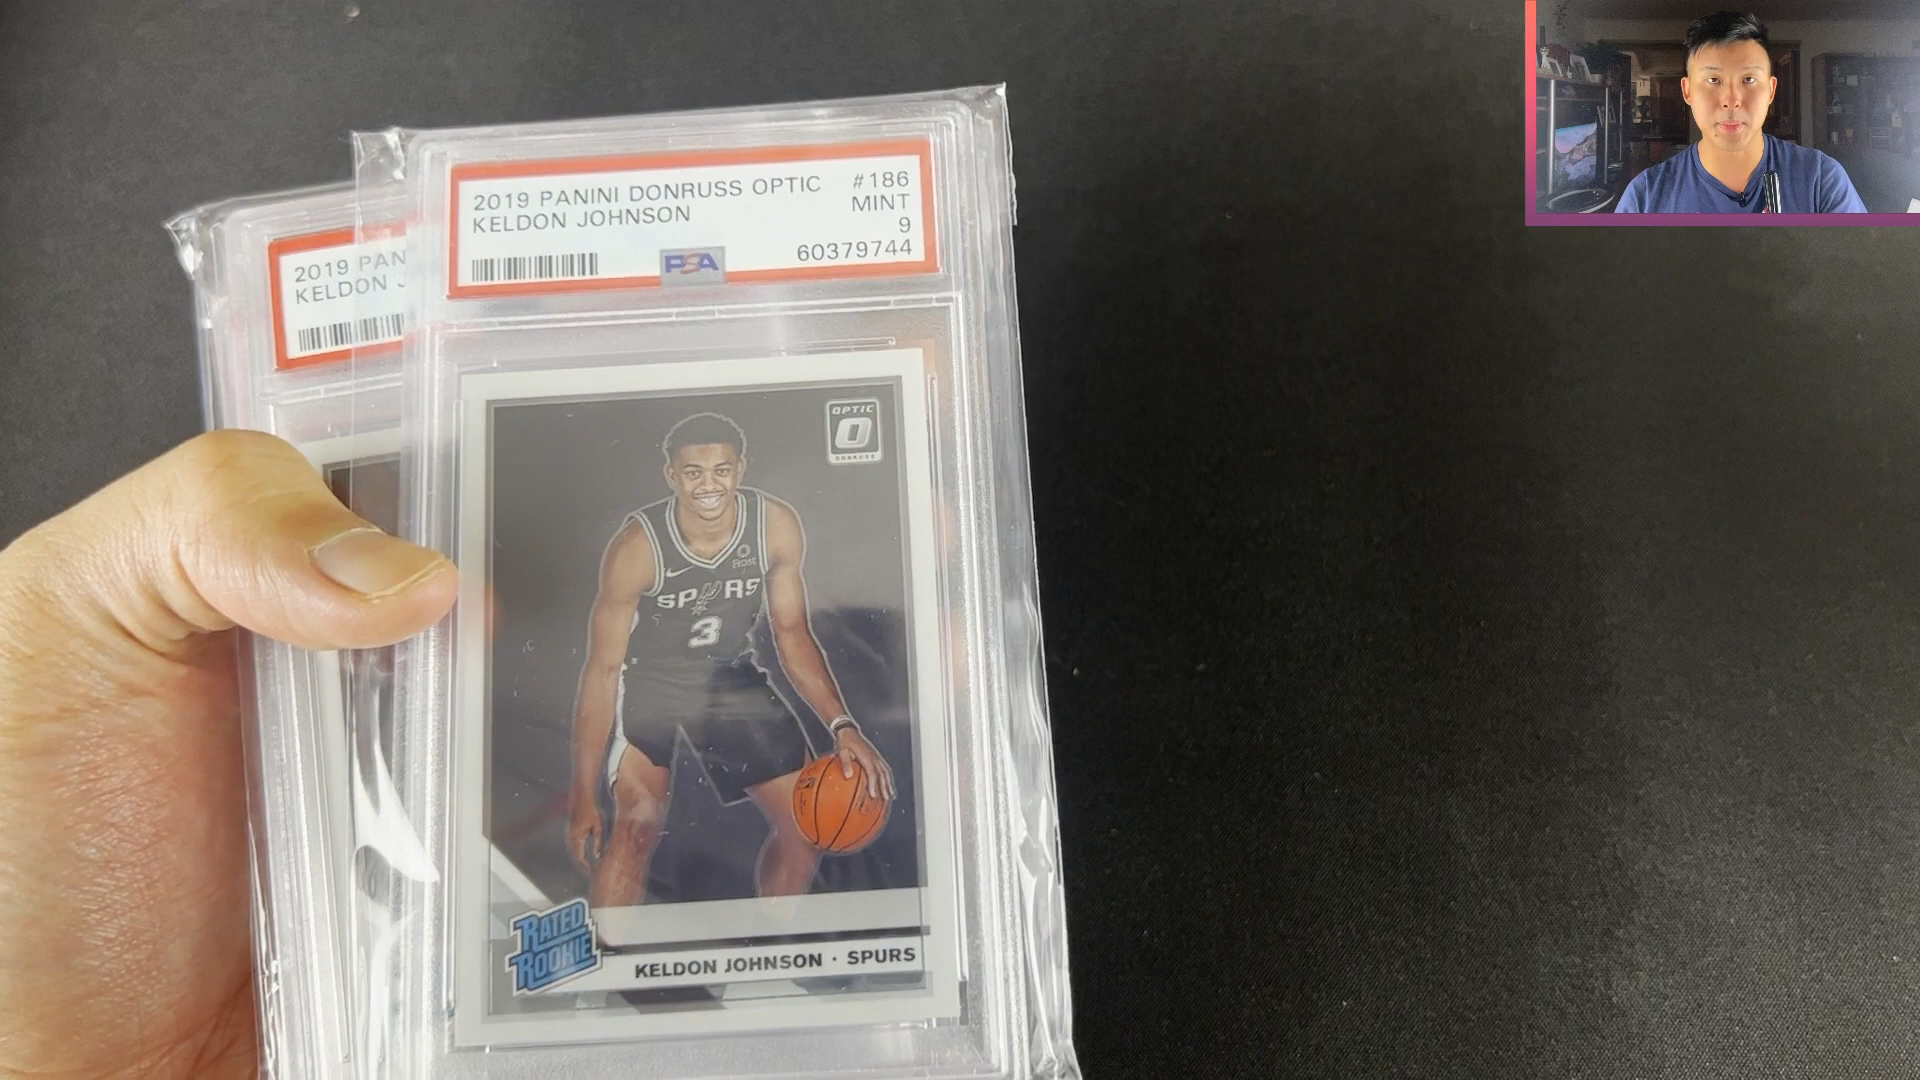 2019 PANINI DONRUSS OPTIC #186
KELDON JOHNSON MINT
9
PSA 60379744
2019 PAN
KELDON J
OPTIC
O
DONRUSS
Frost
SPURS
3
RATED
ROOKIE
KELDON JOHNSON · SPURS